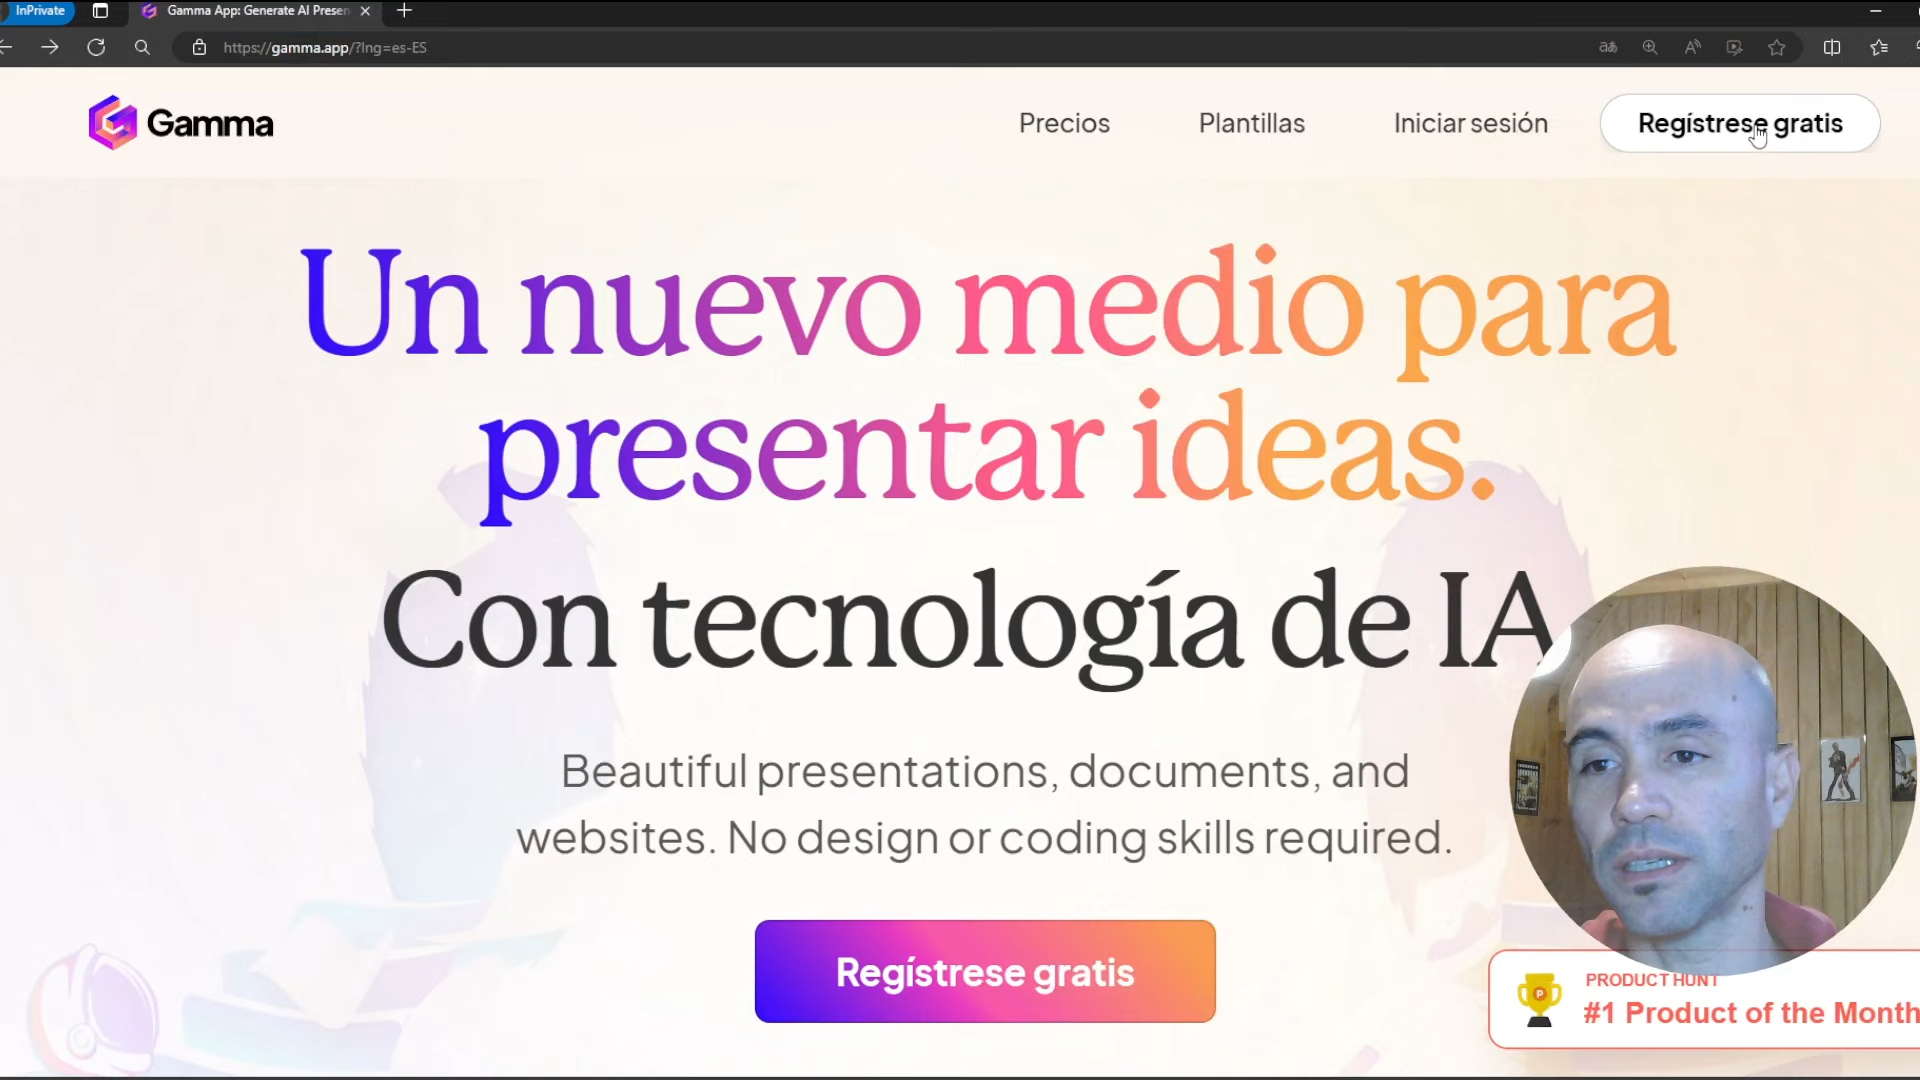 InPrivate
Gamma App: Generate AI Presen
https://gamma.app/?lng=es-ES
Gamma
Precios
Plantillas
Iniciar sesión
Regístrese gratis
Un nuevo medio para
presentar ideas.
Con tecnología de IA
Beautiful presentations, documents, and
websites. No design or coding skills required.
Regístrese gratis
PRODUCT HUNT
#1 Product of the Month